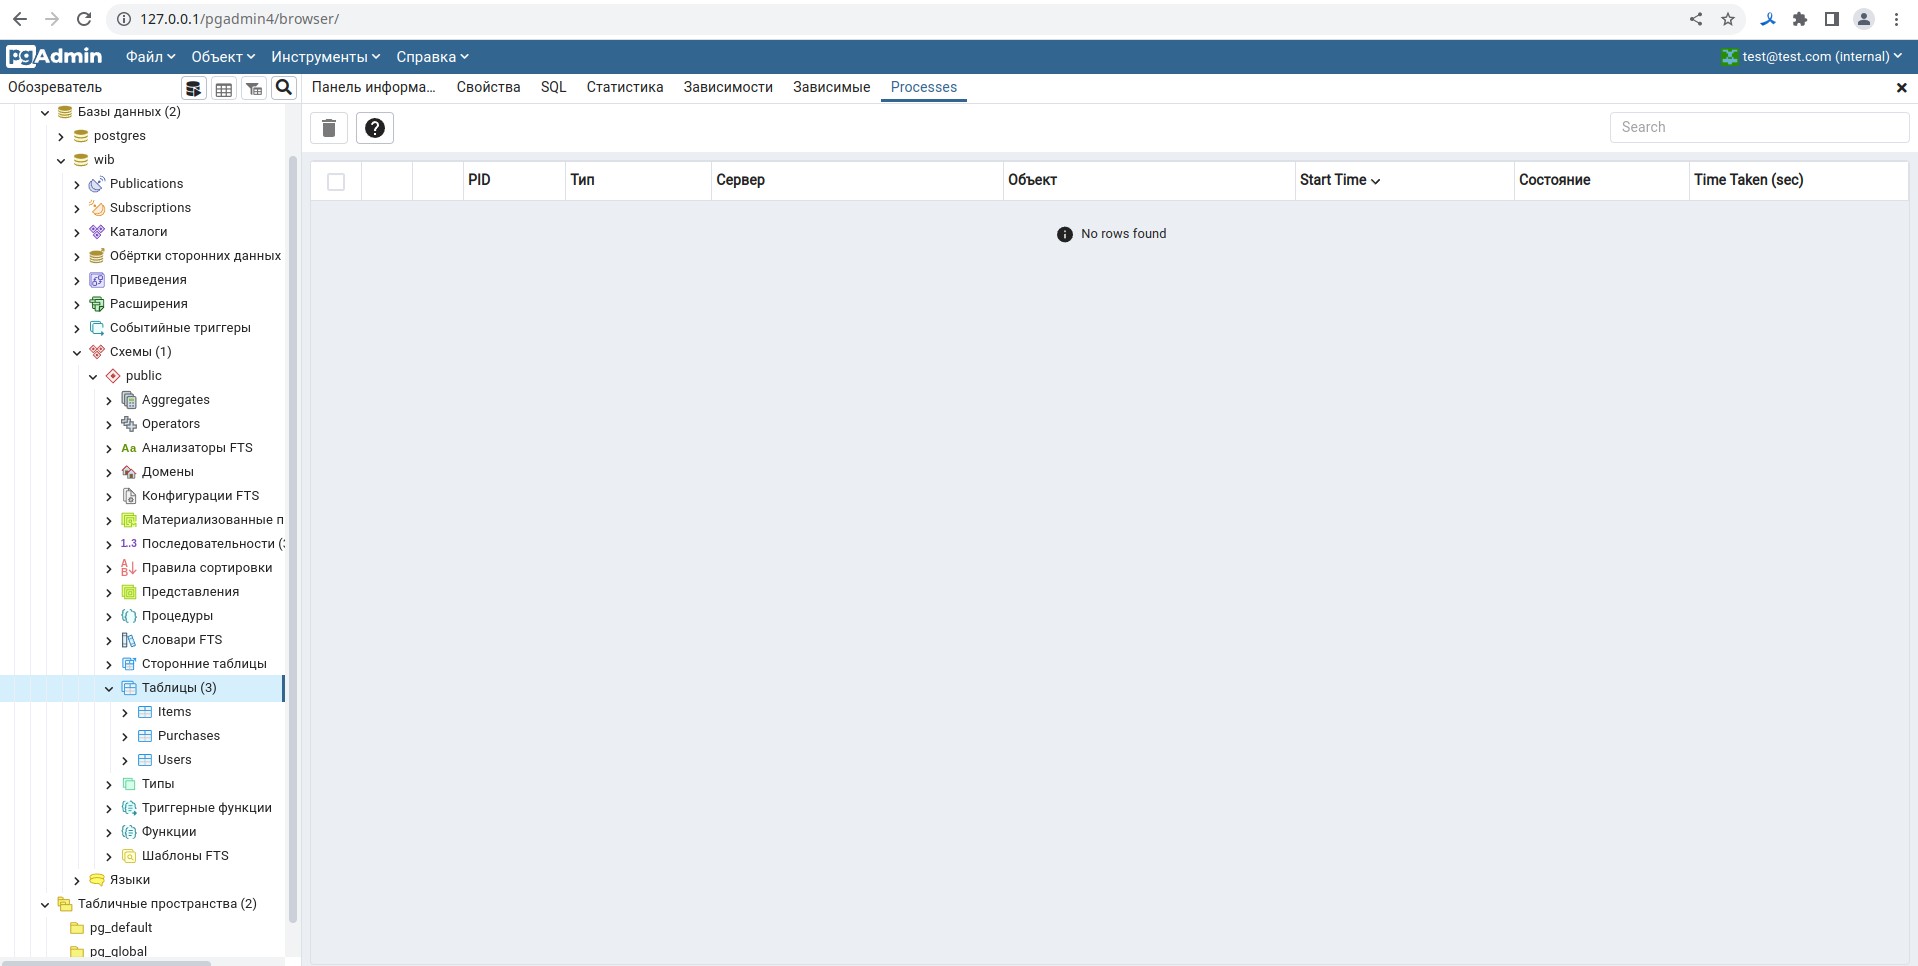 127.0.0.1/pgadmin4/browser/
pgAdmin Файл Объект Инструменты Справка test@test.com (internal)
Обозреватель
Панель информа... Свойства SQL Статистика Зависимости Зависимые Processes
Search
PID Тип Сервер Объект Start Time Состояние Time Taken (sec)
No rows found
Базы данных (2)
postgres
wib
Publications
Subscriptions
Каталоги
Обёртки сторонних данных
Приведения
Расширения
Событийные триггеры
Схемы (1)
public
Aggregates
Operators
Aa Анализаторы FTS
Домены
Конфигурации FTS
Материализованные п
1..3 Последовательности (3
Правила сортировки
Представления
Процедуры
Словари FTS
Сторонние таблицы
Таблицы (3)
Items
Purchases
Users
Типы
Триггерные функции
Функции
Шаблоны FTS
Языки
Табличные пространства (2)
pg_default
pg_global